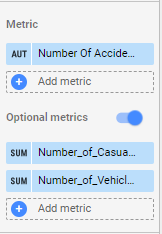 Metric
AUT Number Of Accide...
Add metric
Optional metrics
SUM Number_of_Casua...
SUM Number_of_Vehicl...
Add metric